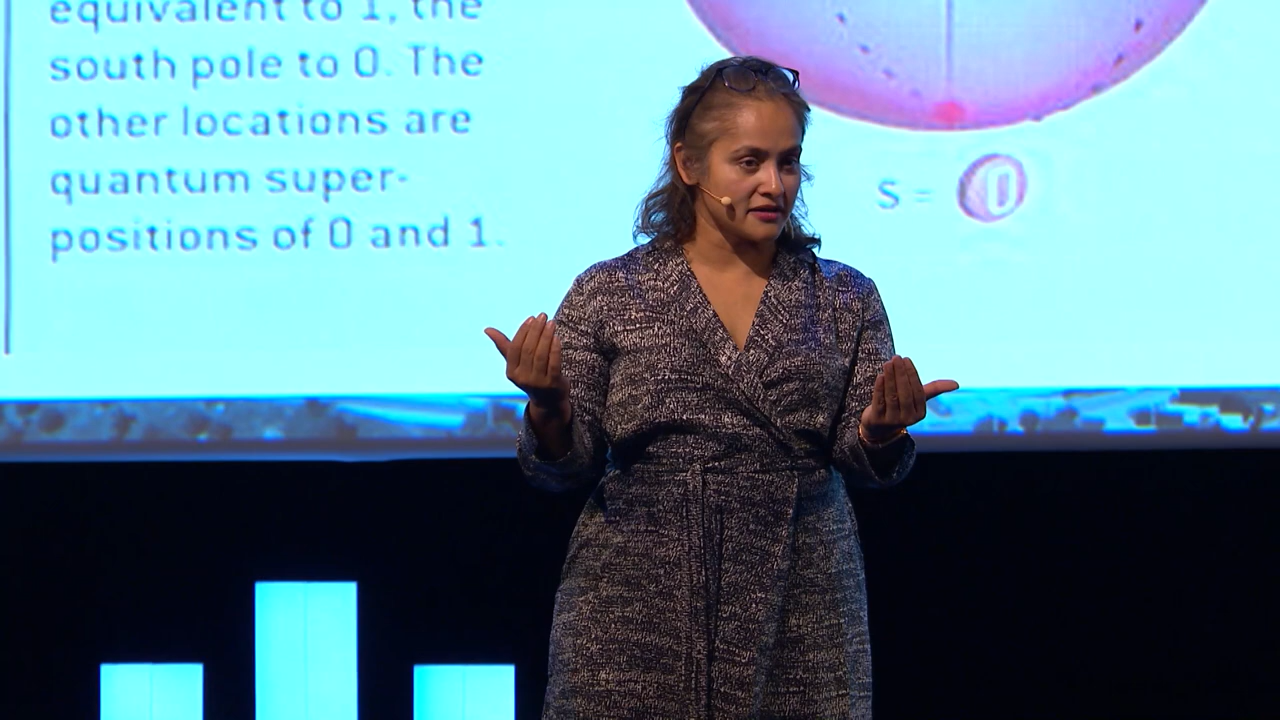 equivalent to 1, the
south pole to 0. The
other locations are
quantum super-
positions of 0 and 1.
S = 0